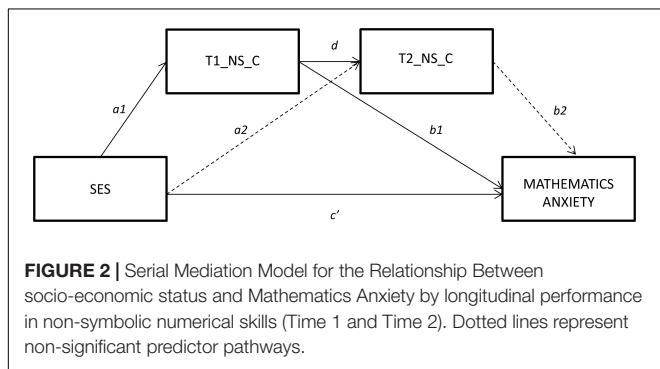 d
T1_NS_C
T2_NS_C
a1
a2
b1
b2
SES
MATHEMATICS
ANXIETY
c'
FIGURE 2 | Serial Mediation Model for the Relationship Between
socio-economic status and Mathematics Anxiety by longitudinal performance
in non-symbolic numerical skills (Time 1 and Time 2). Dotted lines represent
non-significant predictor pathways.